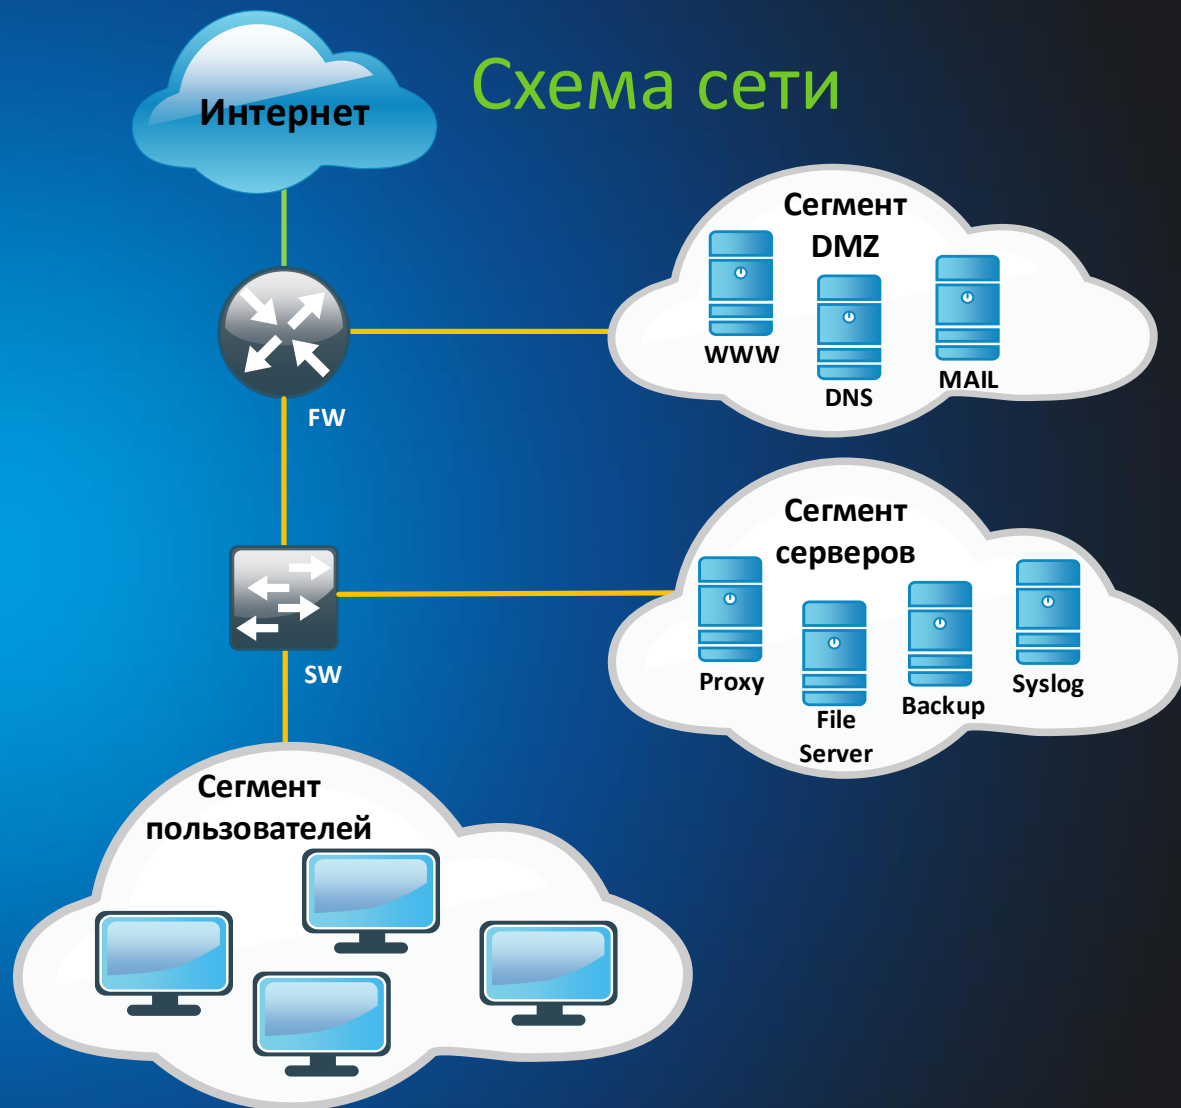 Интернет
Схема сети
Сегмент
DMZ
WWW
DNS
MAIL
FW
Сегмент
серверов
Proxy
File
Server
Backup
Syslog
SW
Сегмент
пользователей